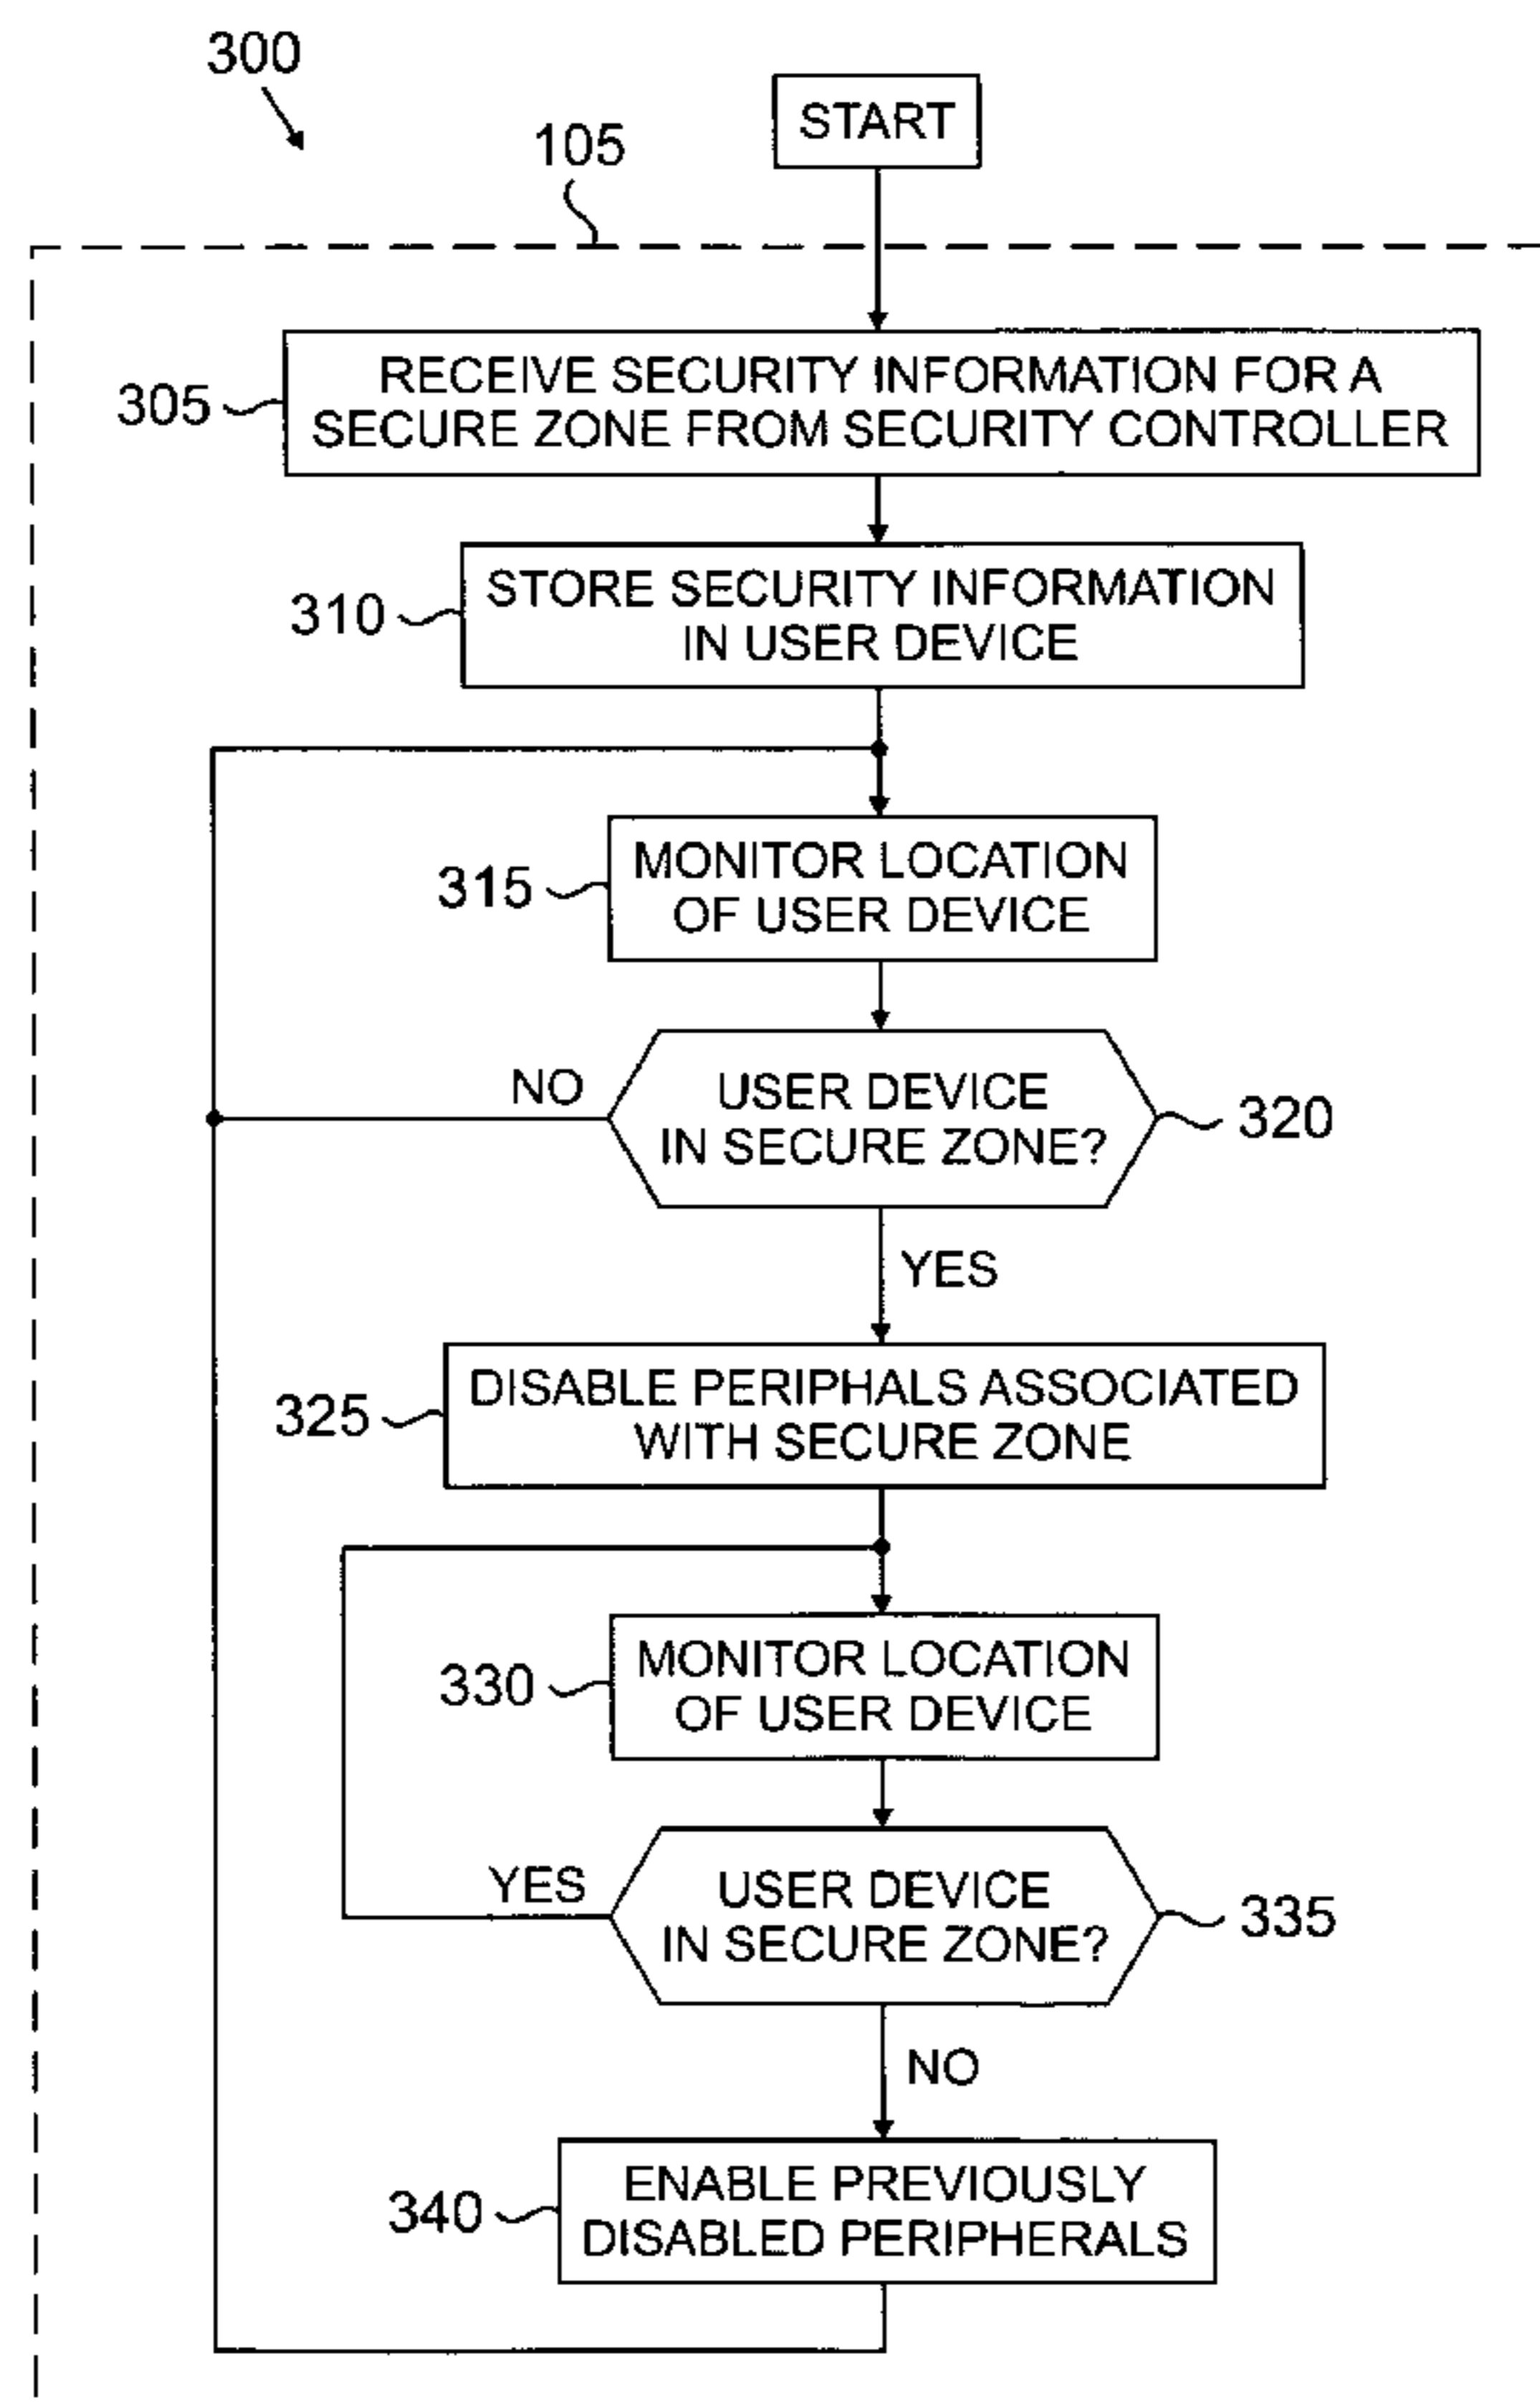 300
START
105
RECEIVE SECURITY INFORMATION FOR A
SECURE ZONE FROM SECURITY CONTROLLER
305
STORE SECURITY INFORMATION
IN USER DEVICE
310
MONITOR LOCATION
OF USER DEVICE
315
NO
USER DEVICE
IN SECURE ZONE?
320
YES
DISABLE PERIPHALS ASSOCIATED
WITH SECURE ZONE
325
MONITOR LOCATION
OF USER DEVICE
330
YES
USER DEVICE
IN SECURE ZONE?
335
NO
ENABLE PREVIOUSLY
DISABLED PERIPHERALS
340